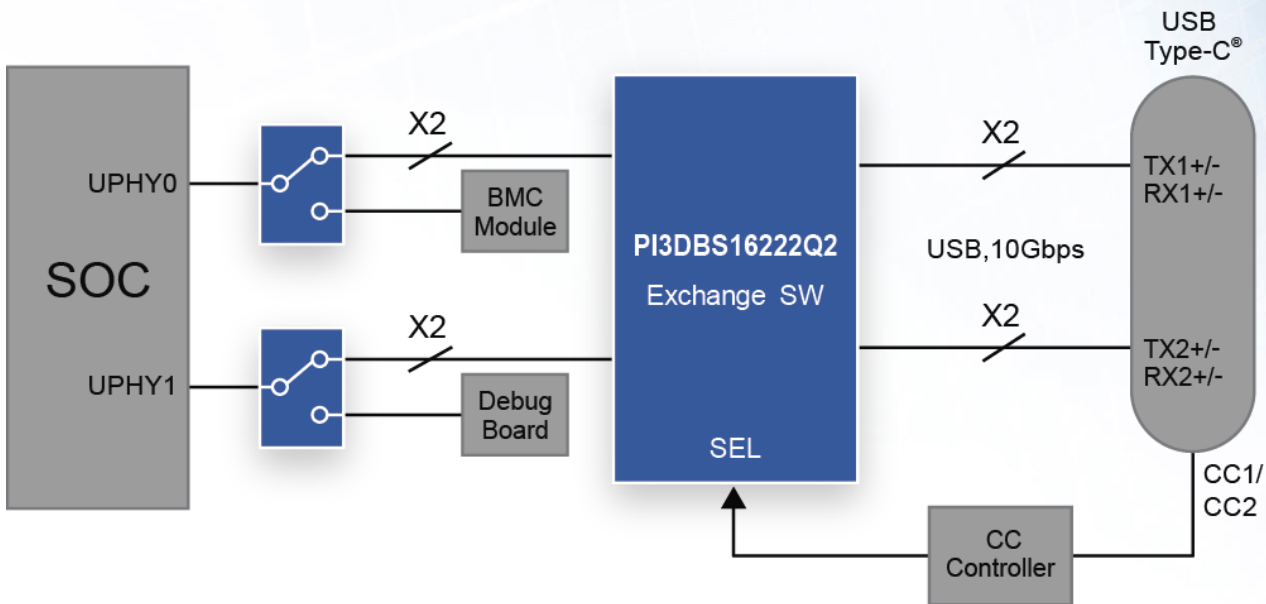 USB
Type-C®
SOC
UPHY0
X2
BMC
Module
UPHY1
X2
Debug
Board
PI3DBS16222Q2
Exchange SW
SEL
X2
USB,10Gbps
X2
TX1+/-
RX1+/-
TX2+/-
RX2+/-
CC1/
CC2
CC
Controller